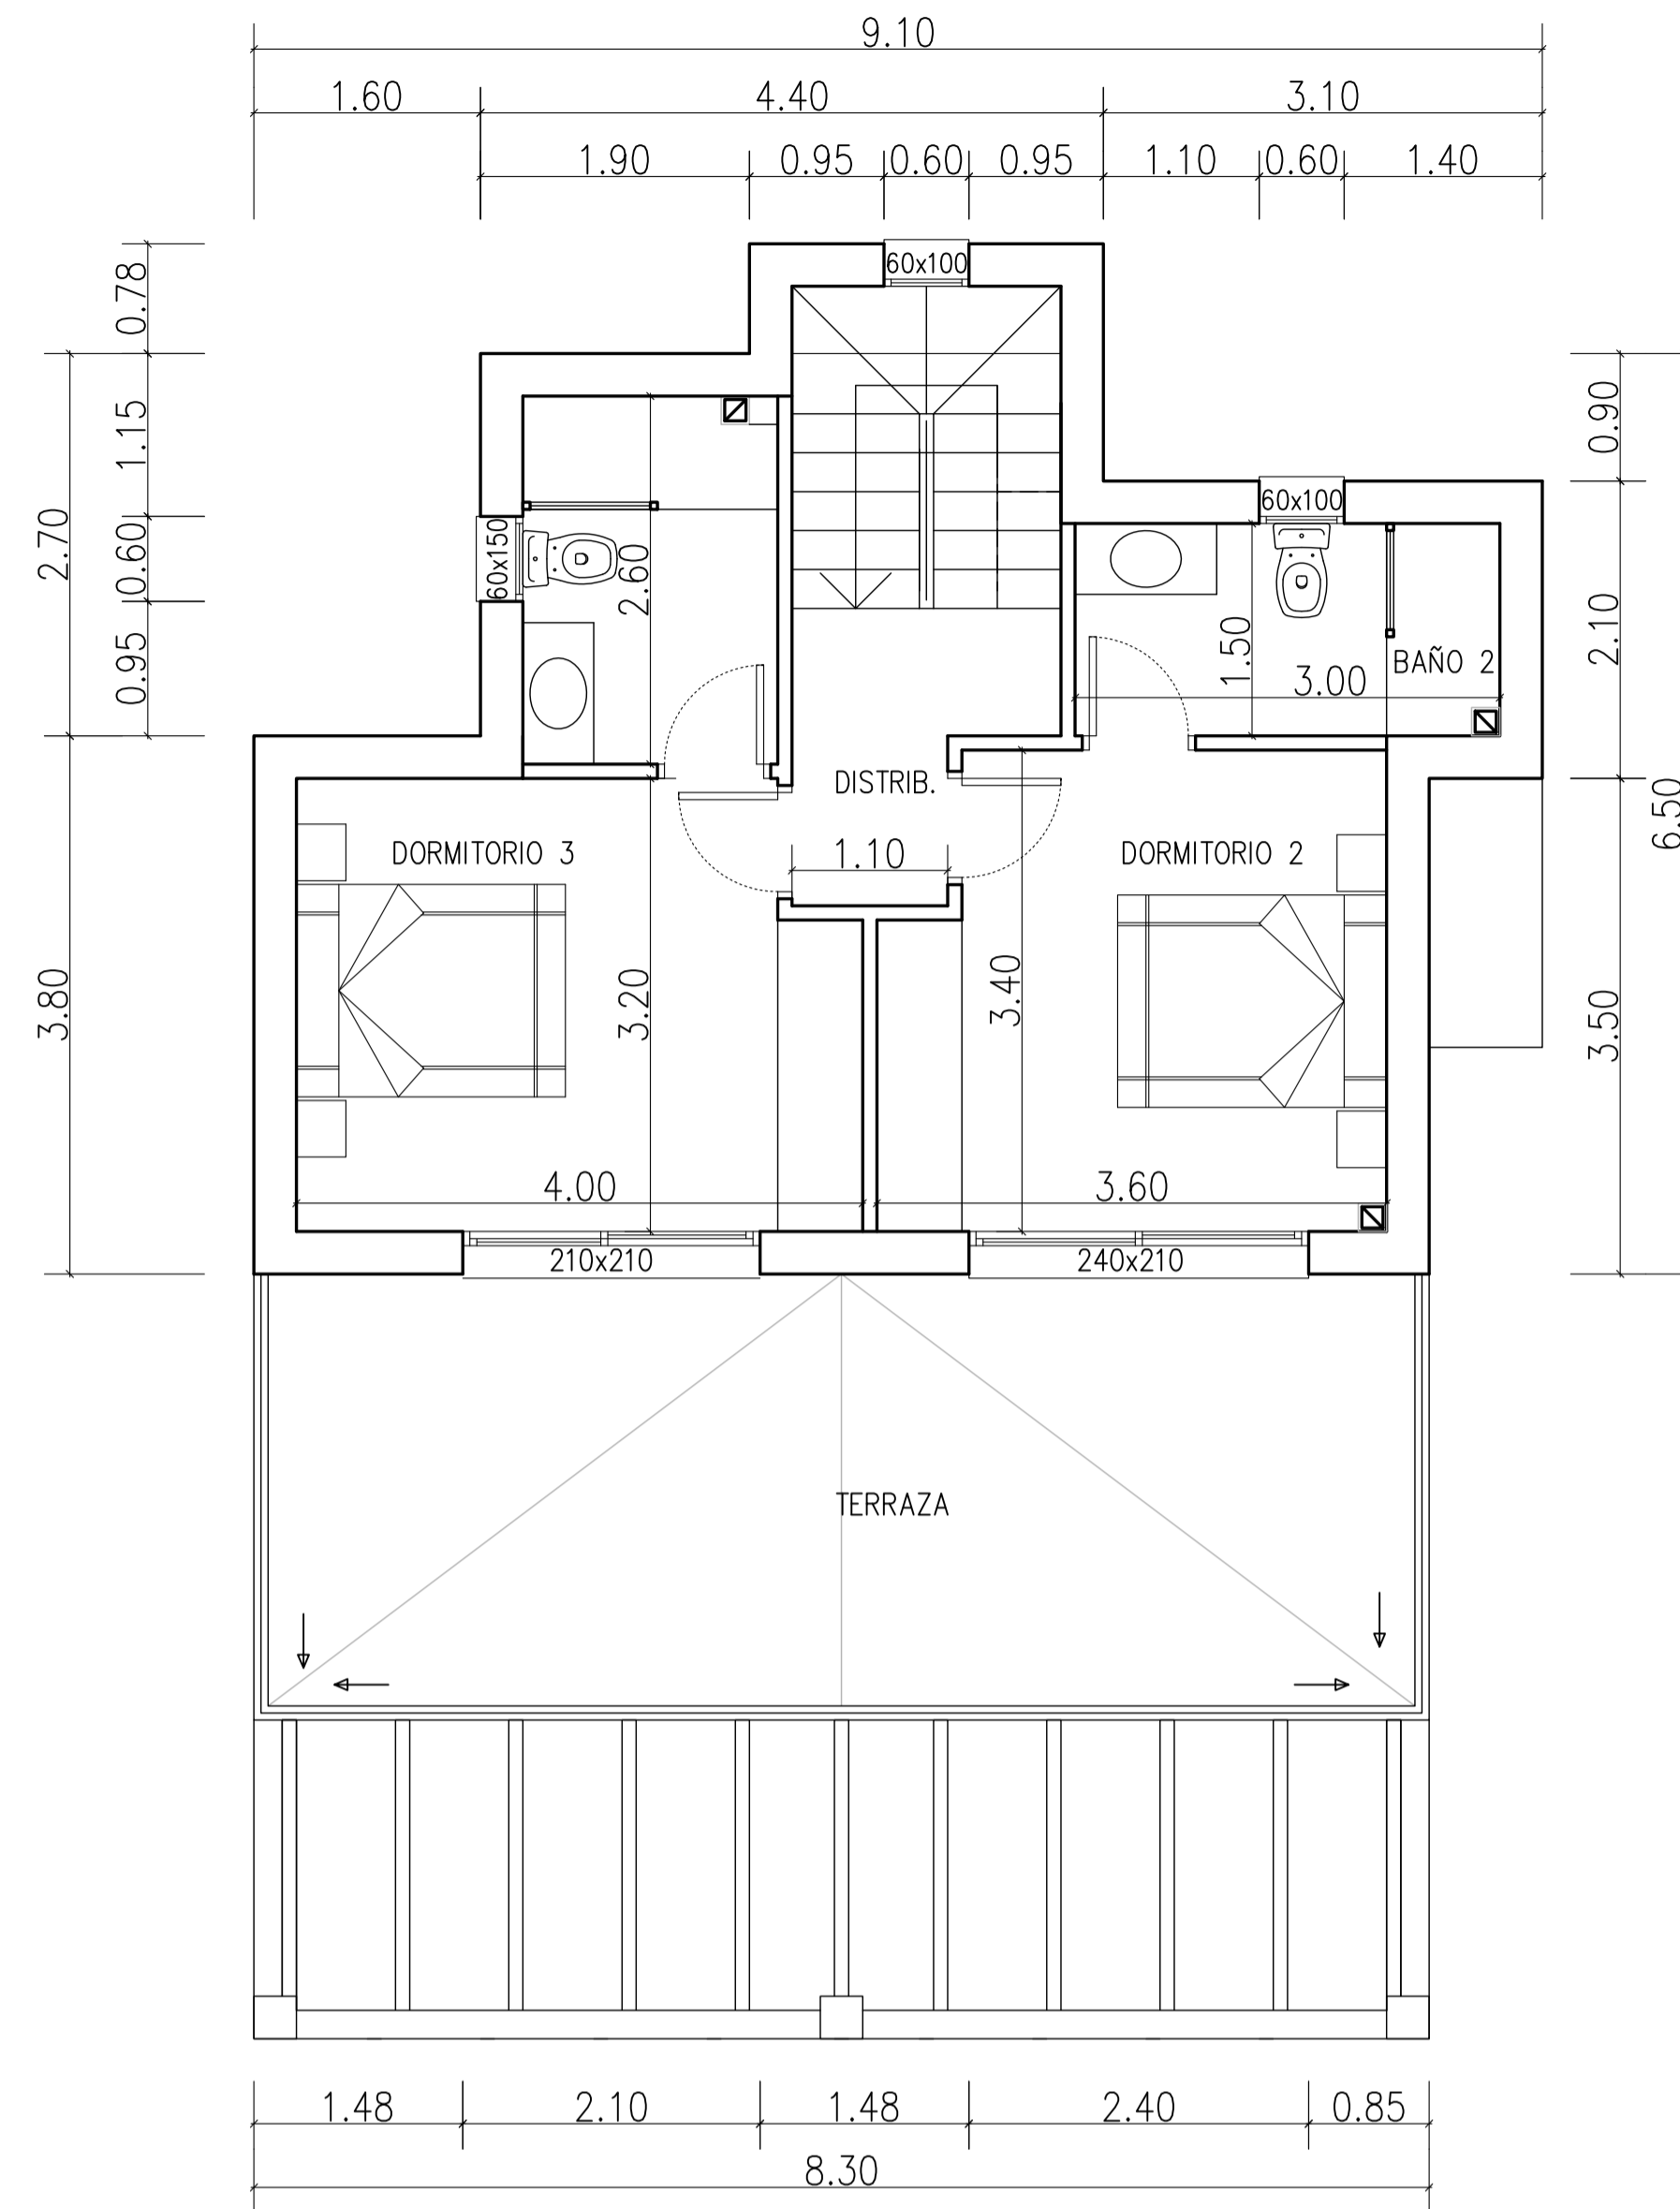 9.10
1.60 4.40 3.10
1.90 0.95 0.60 0.95 1.10 0.60 1.40
0.78
60x100
1.15
2.70
0.60
0.95
60x150
2.60
60x100
0.90
2.10
1.50
3.00
BAÑO 2
DISTRIB.
6.50
DORMITORIO 3
1.10
DORMITORIO 2
3.80
3.20
3.40
3.50
4.00
3.60
210x210
240x210
TERRAZA
1.48 2.10 1.48 2.40 0.85
8.30